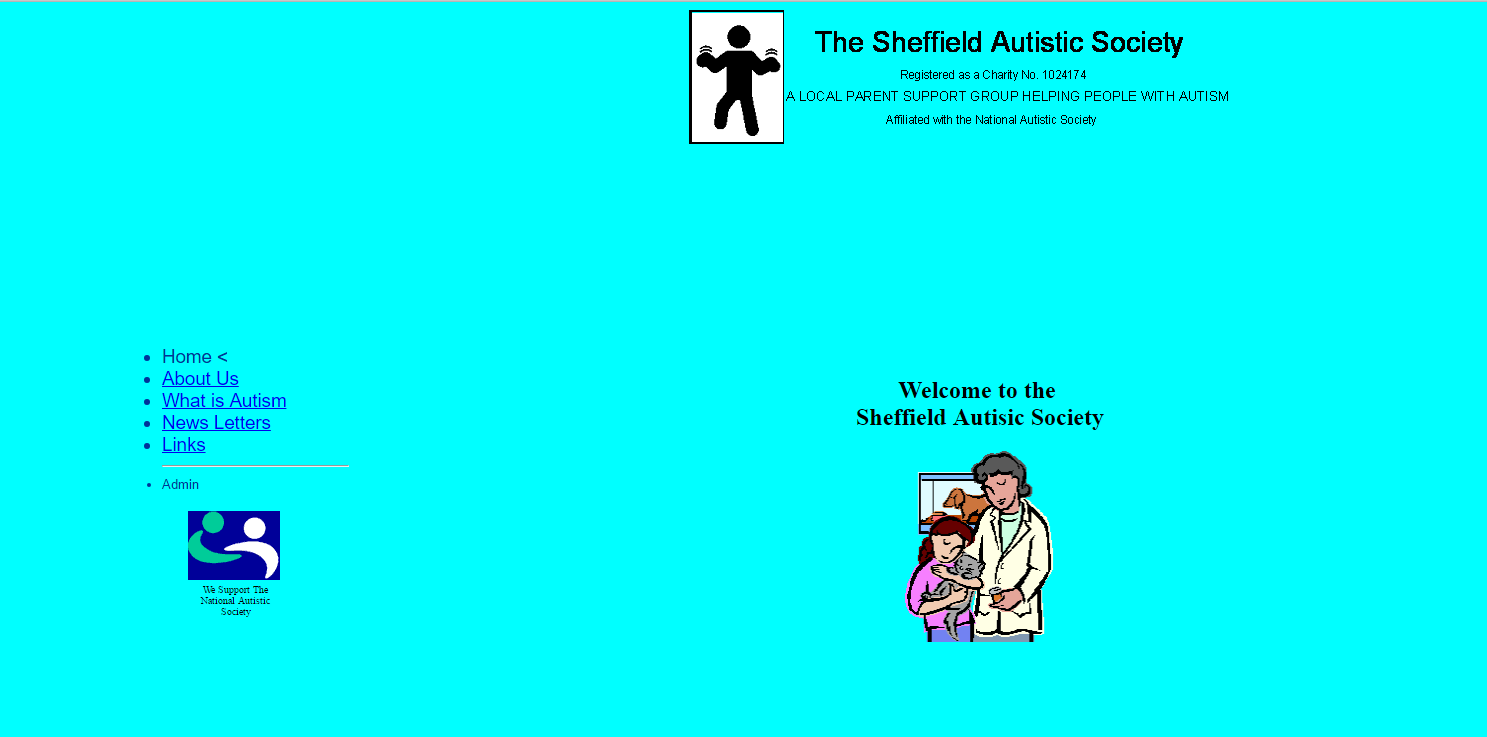 The Sheffield Autistic Society
Registered as a Charity No. 1024174
A LOCAL PARENT SUPPORT GROUP HELPING PEOPLE WITH AUTISM
Affiliated with the National Autistic Society
Home <
About Us
What is Autism
News Letters
Links
Admin
We Support The
National Autistic
Society
Welcome to the
Sheffield Autisic Society